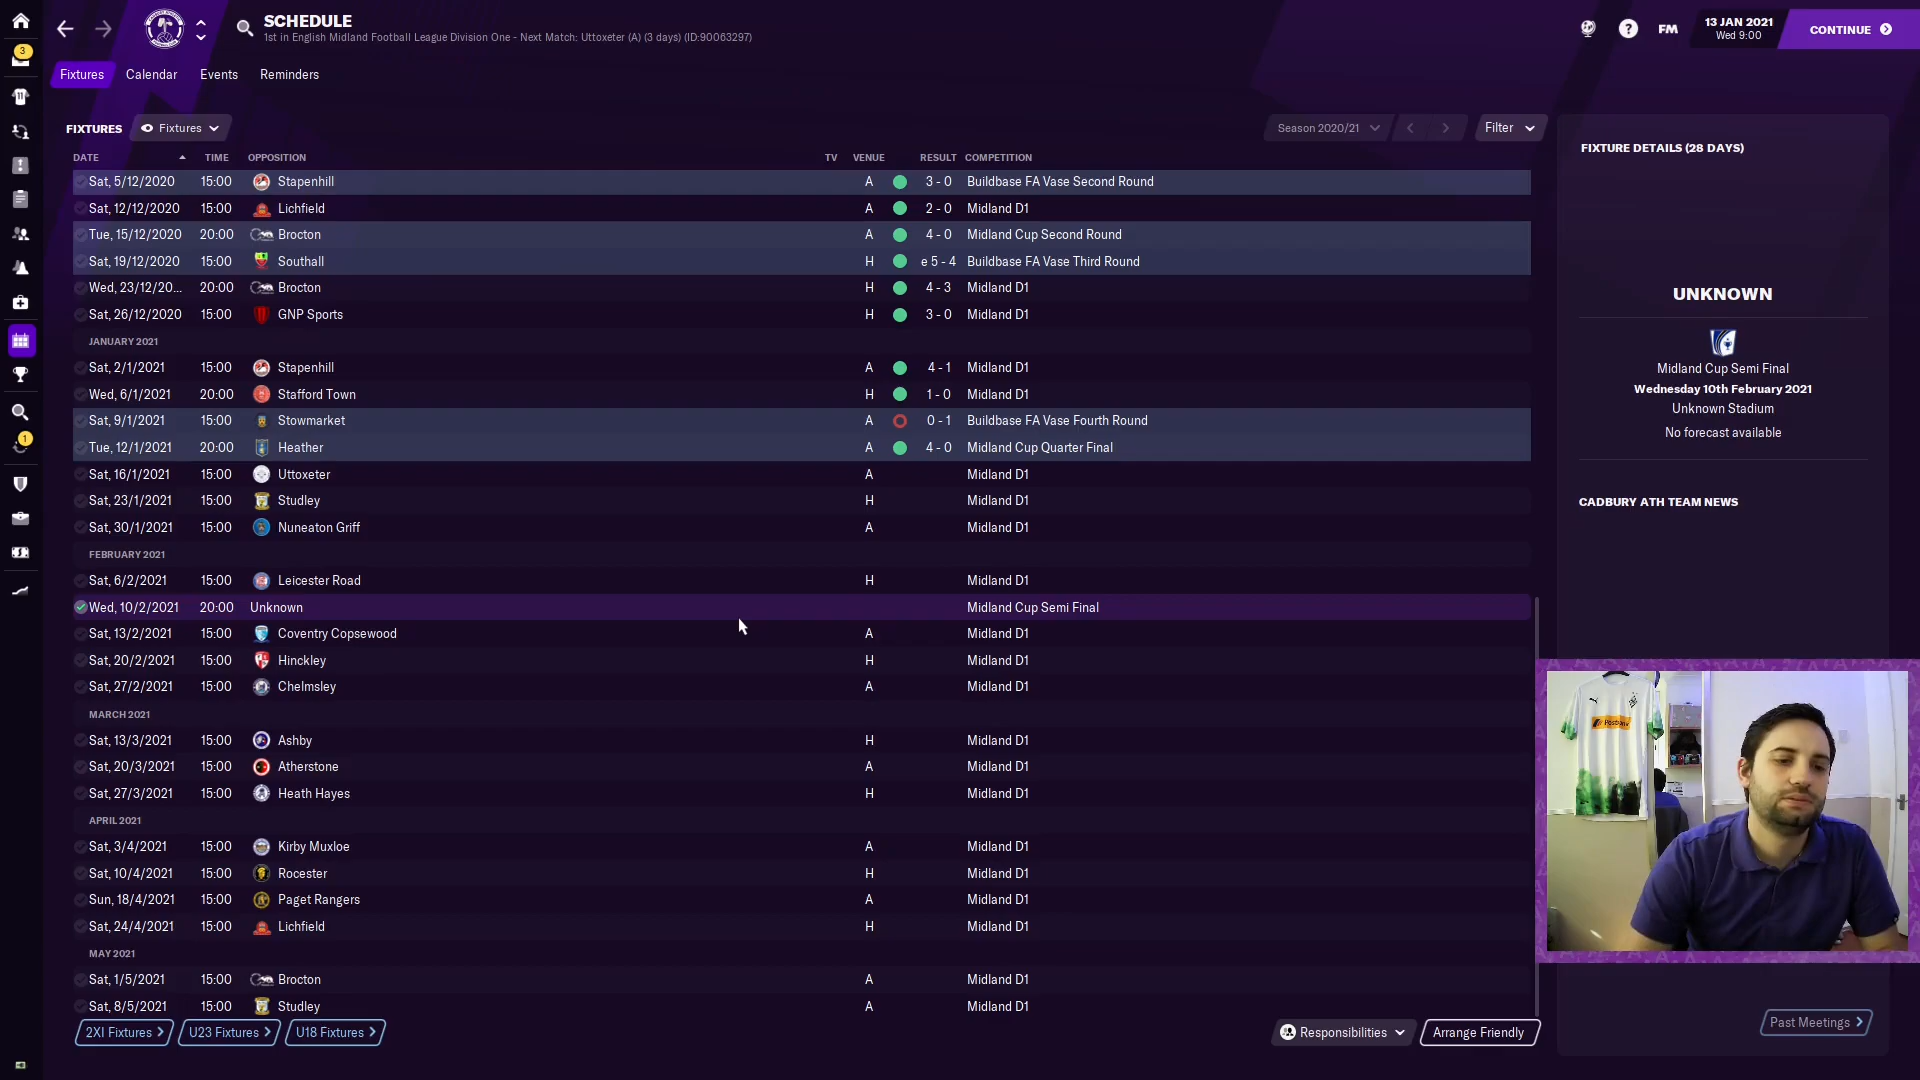 SCHEDULE
1st in English Midland Football League Division One - Next Match: Uttoxeter (A) (3 days) (ID:90063297)
FM
13 JAN 2021
Wed 9:00
CONTINUE
3
Fixtures Calendar Events Reminders
11
FIXTURES Fixtures Season 2020/21 Filter
DATE TIME OPPOSITION TV VENUE RESULT COMPETITION
Sat, 5/12/2020 15:00 Stapenhill A 3 - 0 Buildbase FA Vase Second Round
Sat, 12/12/2020 15:00 Lichfield A 2 - 0 Midland D1
Tue, 15/12/2020 20:00 Brocton A 4 - 0 Midland Cup Second Round
Sat, 19/12/2020 15:00 Southall H e 5 - 4 Buildbase FA Vase Third Round
Wed, 23/12/20... 20:00 Brocton H 4 - 3 Midland D1
Sat, 26/12/2020 15:00 GNP Sports H 3 - 0 Midland D1
JANUARY 2021
Sat, 2/1/2021 15:00 Stapenhill A 4 - 1 Midland D1
Wed, 6/1/2021 20:00 Stafford Town H 1 - 0 Midland D1
Sat, 9/1/2021 15:00 Stowmarket A 0 - 1 Buildbase FA Vase Fourth Round
Tue, 12/1/2021 20:00 Heather A 4 - 0 Midland Cup Quarter Final
1
Sat, 16/1/2021 15:00 Uttoxeter A Midland D1
Sat, 23/1/2021 15:00 Studley H Midland D1
Sat, 30/1/2021 15:00 Nuneaton Griff A Midland D1
FEBRUARY 2021
Sat, 6/2/2021 15:00 Leicester Road H Midland D1
Wed, 10/2/2021 20:00 Unknown Midland Cup Semi Final
Sat, 13/2/2021 15:00 Coventry Copsewood A Midland D1
Sat, 20/2/2021 15:00 Hinckley H Midland D1
Sat, 27/2/2021 15:00 Chelmsley A Midland D1
MARCH 2021
Sat, 13/3/2021 15:00 Ashby H Midland D1
Sat, 20/3/2021 15:00 Atherstone A Midland D1
Sat, 27/3/2021 15:00 Heath Hayes H Midland D1
APRIL 2021
Sat, 3/4/2021 15:00 Kirby Muxloe A Midland D1
Sat, 10/4/2021 15:00 Rocester H Midland D1
Sun, 18/4/2021 15:00 Paget Rangers A Midland D1
Sat, 24/4/2021 15:00 Lichfield H Midland D1
MAY 2021
Sat, 1/5/2021 15:00 Brocton A Midland D1
Sat, 8/5/2021 15:00 Studley A Midland D1
2XI Fixtures U23 Fixtures U18 Fixtures Responsibilities Arrange Friendly
FIXTURE DETAILS (28 DAYS)
UNKNOWN
Midland Cup Semi Final
Wednesday 10th February 2021
Unknown Stadium
No forecast available
CADBURY ATH TEAM NEWS
Postbank
Past Meetings